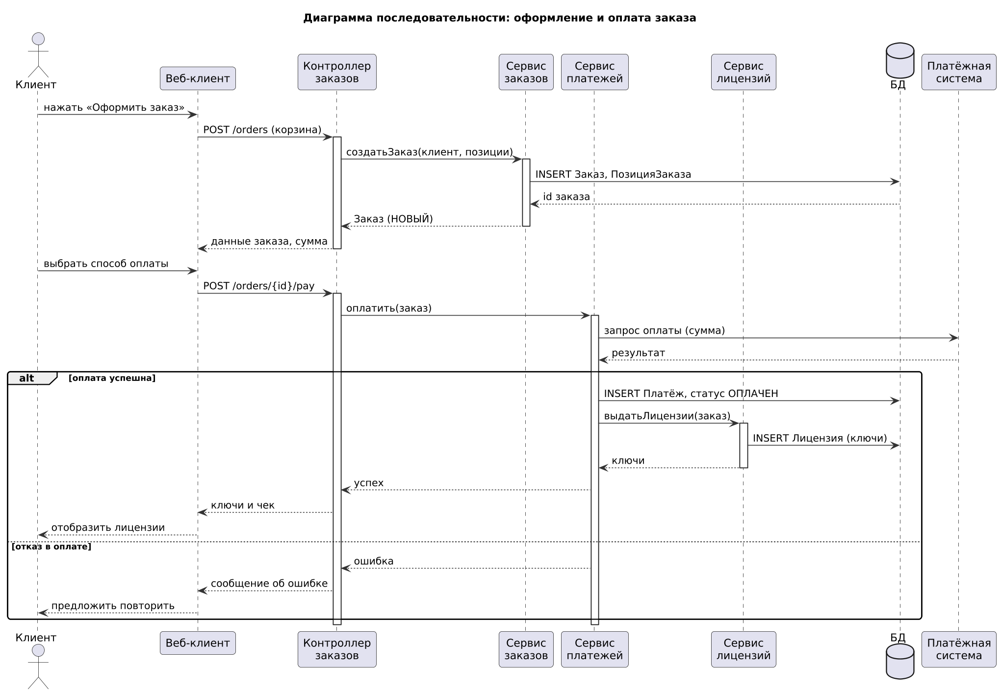 Диаграмма последовательности: оформление и оплата заказа
Клиент
Веб-клиент
Контроллер
заказов
Сервис
заказов
Сервис
платежей
Сервис
лицензий
БД
Платёжная
система
нажать «Оформить заказ»
POST /orders (корзина)
создатьЗаказ(клиент, позиции)
INSERT Заказ, ПозицияЗаказа
id заказа
Заказ (НОВЫЙ)
данные заказа, сумма
выбрать способ оплаты
POST /orders/{id}/pay
оплатить(заказ)
запрос оплаты (сумма)
результат
alt [оплата успешна]
INSERT Платёж, статус ОПЛАЧЕН
выдатьЛицензии(заказ)
INSERT Лицензия (ключи)
ключи
успех
ключи и чек
отобразить лицензии
[отказ в оплате]
ошибка
сообщение об ошибке
предложить повторить
Клиент
Веб-клиент
Контроллер
заказов
Сервис
заказов
Сервис
платежей
Сервис
лицензий
БД
Платёжная
система